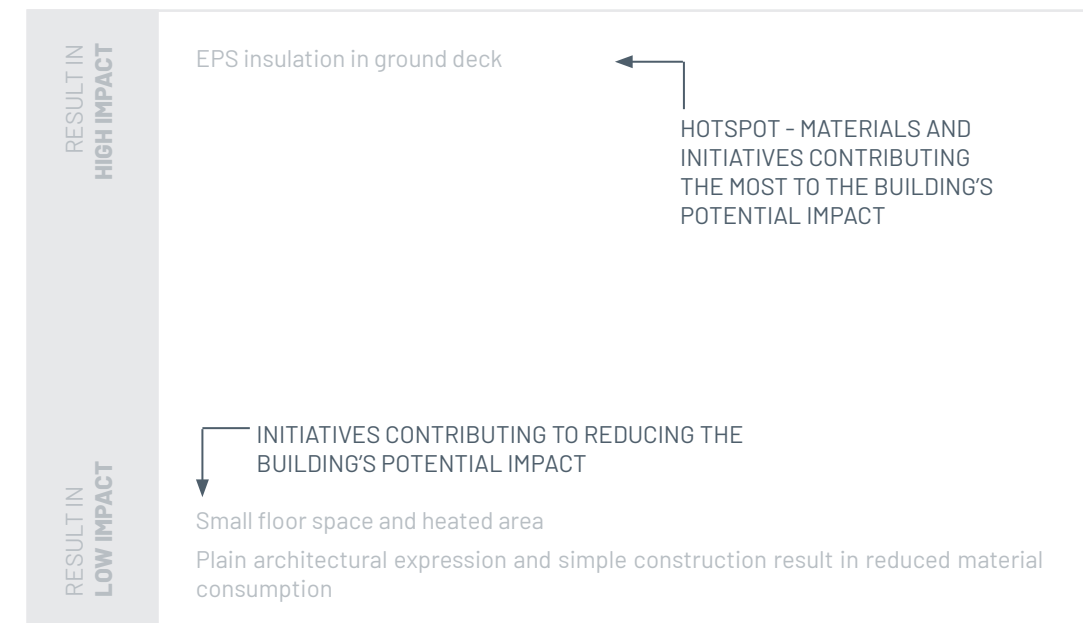 RESULT IN
HIGH IMPACT
EPS insulation in ground deck
HOTSPOT - MATERIALS AND
INITIATIVES CONTRIBUTING
THE MOST TO THE BUILDING’S
POTENTIAL IMPACT
RESULT IN
LOW IMPACT
INITIATIVES CONTRIBUTING TO REDUCING THE
BUILDING’S POTENTIAL IMPACT
Small floor space and heated area
Plain architectural expression and simple construction result in reduced material
consumption